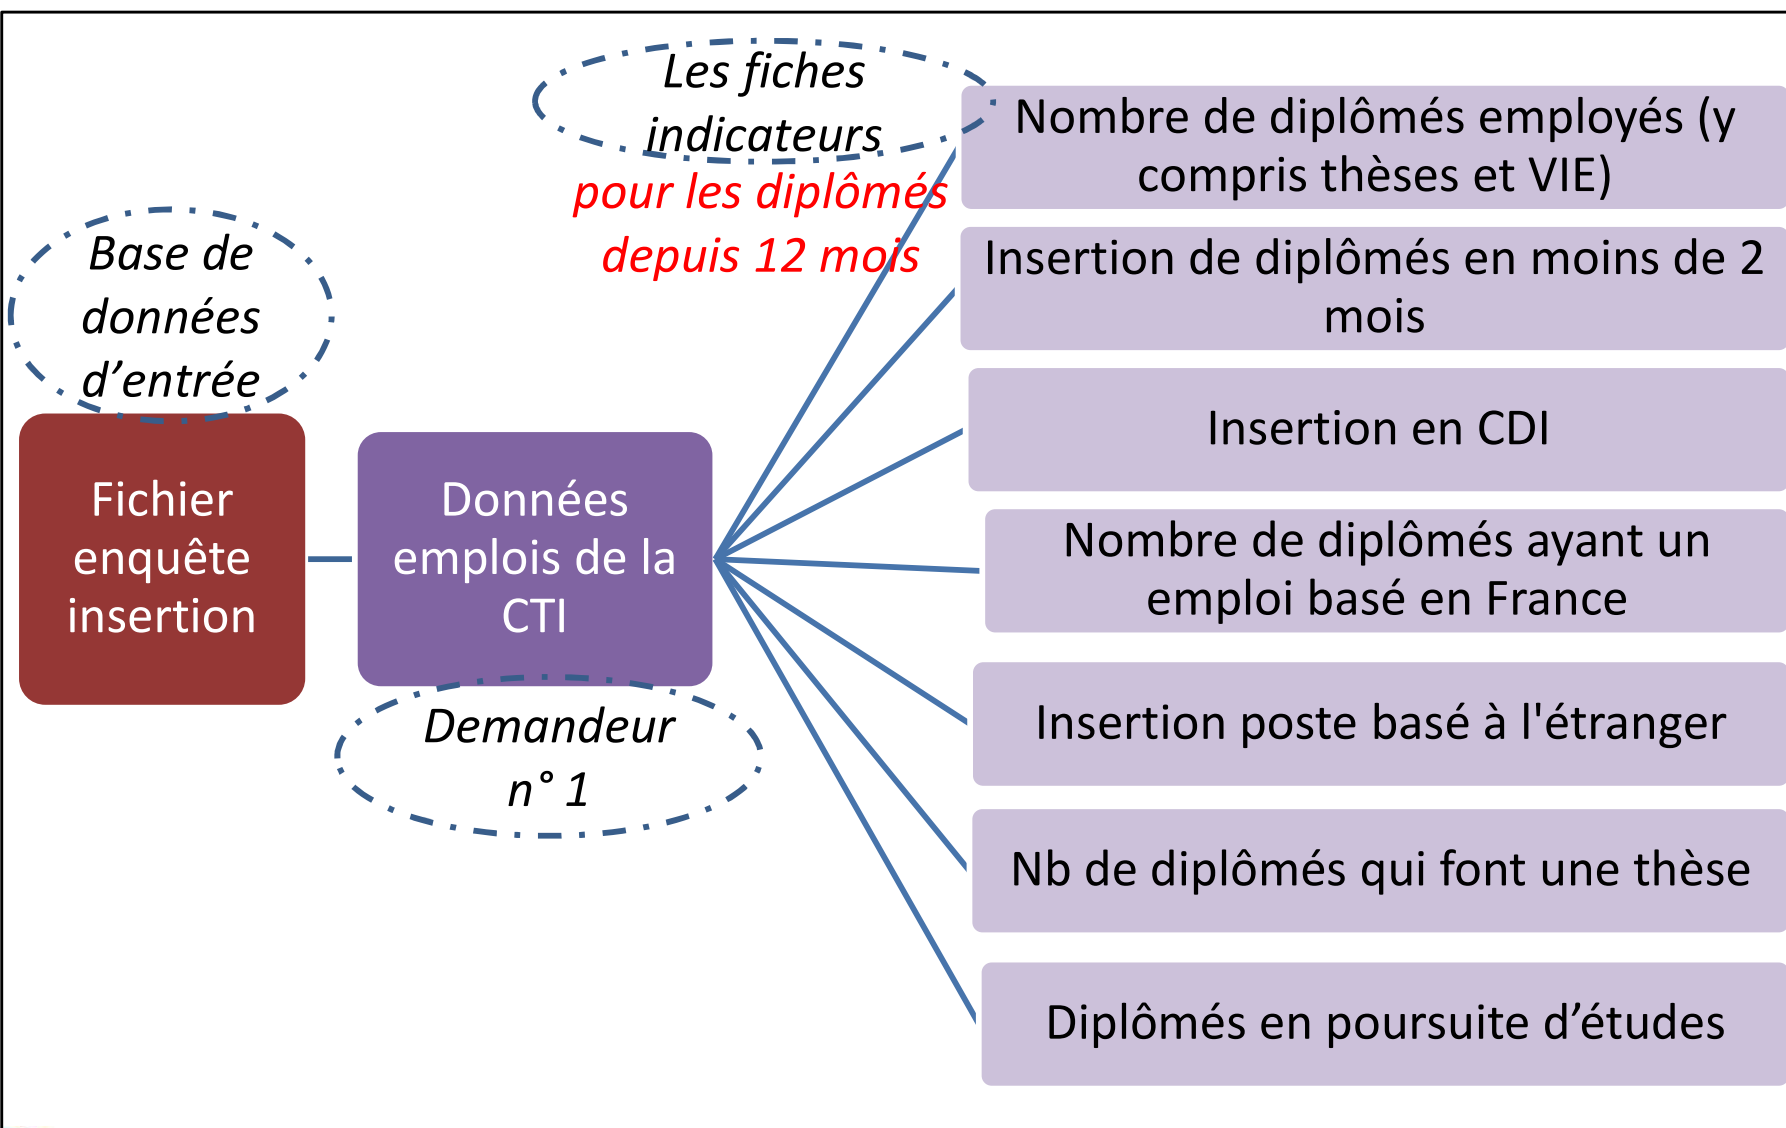 Les fiches
indicateurs
pour les diplômés
depuis 12 mois
Base de
données
d’entrée
Fichier
enquête
insertion
Données
emplois de la
CTI
Demandeur
n° 1
Nombre de diplômés employés (y
compris thèses et VIE)
Insertion de diplômés en moins de 2
mois
Insertion en CDI
Nombre de diplômés ayant un
emploi basé en France
Insertion poste basé à l'étranger
Nb de diplômés qui font une thèse
Diplômés en poursuite d’études